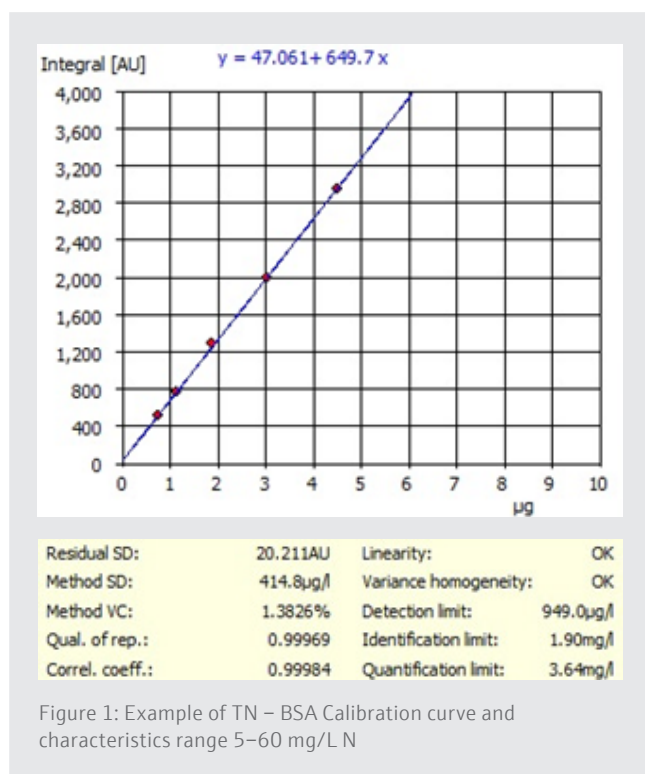 Integral [AU]
y = 47.061+ 649.7 x
4,000
3,600
3,200
2,800
2,400
2,000
1,600
1,200
800
400
0
0 1 2 3 4 5 6 7 8 9 10
µg
Residual SD: 20.211AU Linearity: OK
Method SD: 414.8µg/l Variance homogeneity: OK
Method VC: 1.3826% Detection limit: 949.0µg/l
Qual. of rep.: 0.99969 Identification limit: 1.90mg/l
Correl. coeff.: 0.99984 Quantification limit: 3.64mg/l
Figure 1: Example of TN – BSA Calibration curve and
characteristics range 5–60 mg/L N